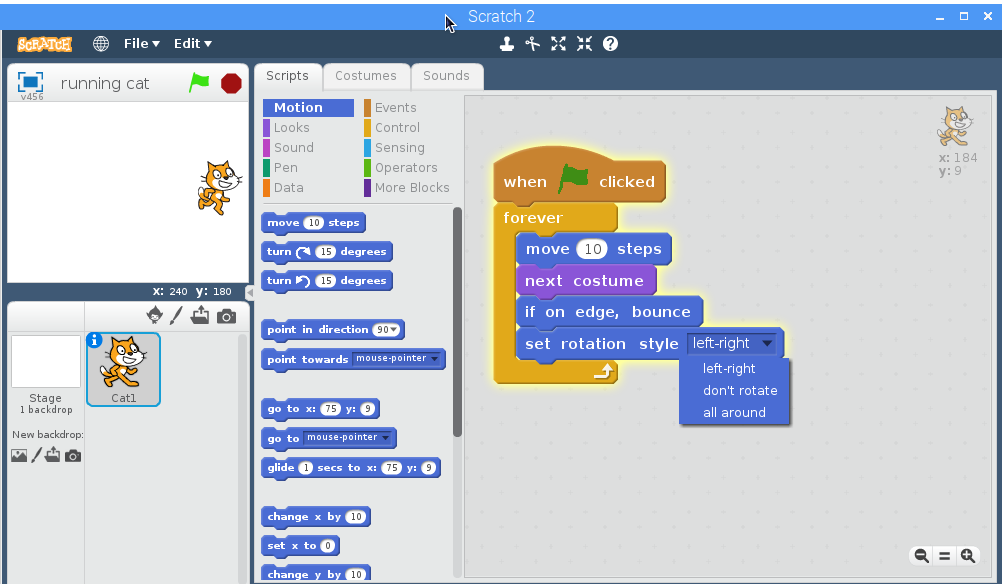 Scratch 2
SCRATCH File Edit
v456
running cat
Scripts Costumes Sounds
Motion Events
Looks Control
Sound Sensing
Pen Operators
Data More Blocks
move 10 steps
turn 15 degrees
turn 15 degrees
point in direction 90
point towards mouse-pointer
go to x: 75 y: 9
go to mouse-pointer
glide 1 secs to x: 75 y: 9
change x by 10
set x to 0
change y by 10
x: 184
y: 9
when clicked
forever
move 10 steps
next costume
if on edge, bounce
set rotation style left-right
left-right
don't rotate
all around
x: 240 y: 180
Stage
1 backdrop
Cat1
New backdrop: